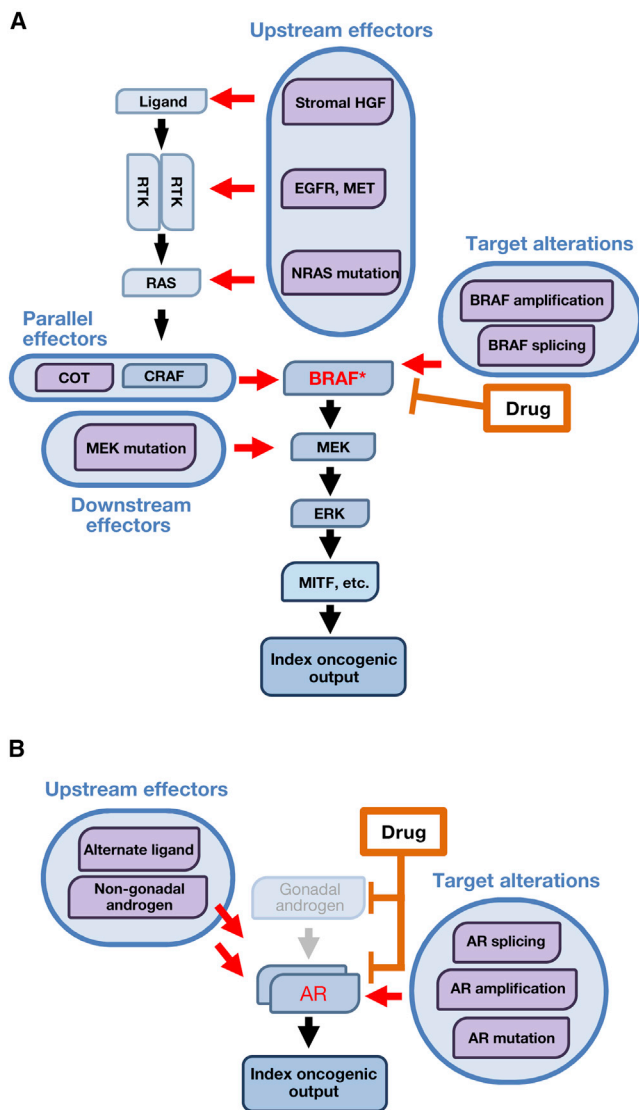 A
Upstream effectors
Ligand
Stromal HGF
RTK
RTK
EGFR, MET
RAS
NRAS mutation
Target alterations
BRAF amplification
BRAF splicing
Parallel
effectors
COT
CRAF
BRAF*
Drug
MEK mutation
MEK
Downstream
effectors
ERK
MITF, etc.
Index oncogenic
output
B
Upstream effectors
Drug
Alternate ligand
Non-gonadal
androgen
Gonadal
androgen
Target alterations
AR splicing
AR
AR amplification
AR mutation
Index oncogenic
output